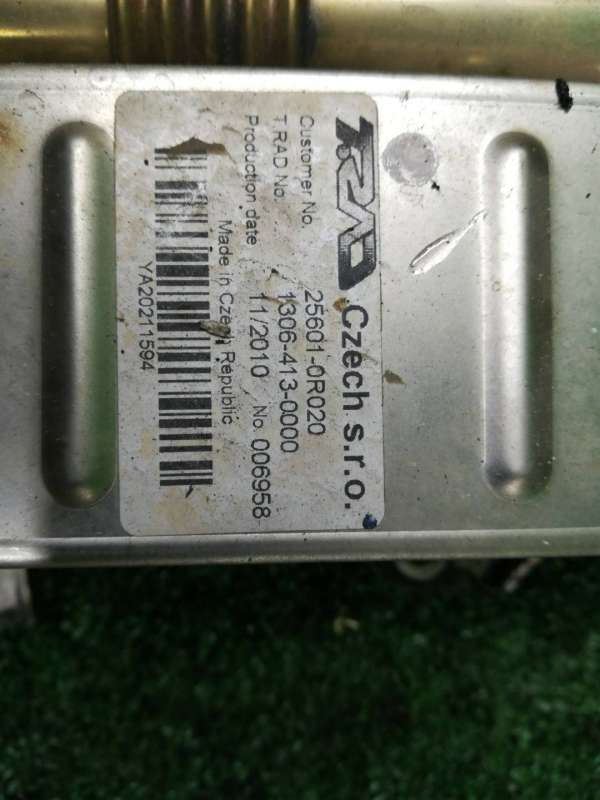 T.RAD Czech s.r.o.
Customer No. 25601-0R020
T.RAD No. 1306-413-0000
Production date 11/2010 No. 006958
Made in Czech Republic
YA20211594